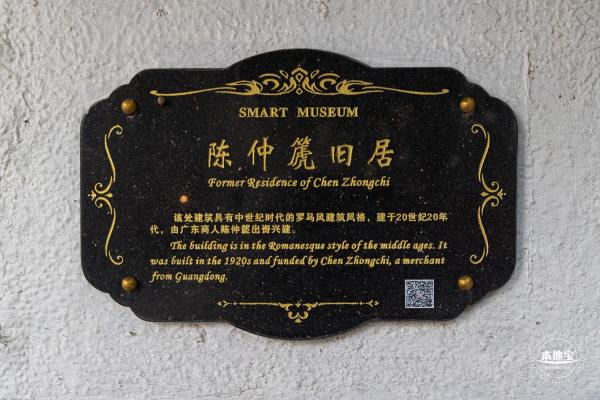 SMART MUSEUM
陈仲篪旧居
Former Residence of Chen Zhongchi
该处建筑具有中世纪时代的罗马风建筑风格，建于20世纪20年
代，由广东商人陈仲篪出资兴建。
The building is in the Romanesque style of the middle ages. It
was built in the 1920s and funded by Chen Zhongchi, a merchant
from Guangdong.
本地宝